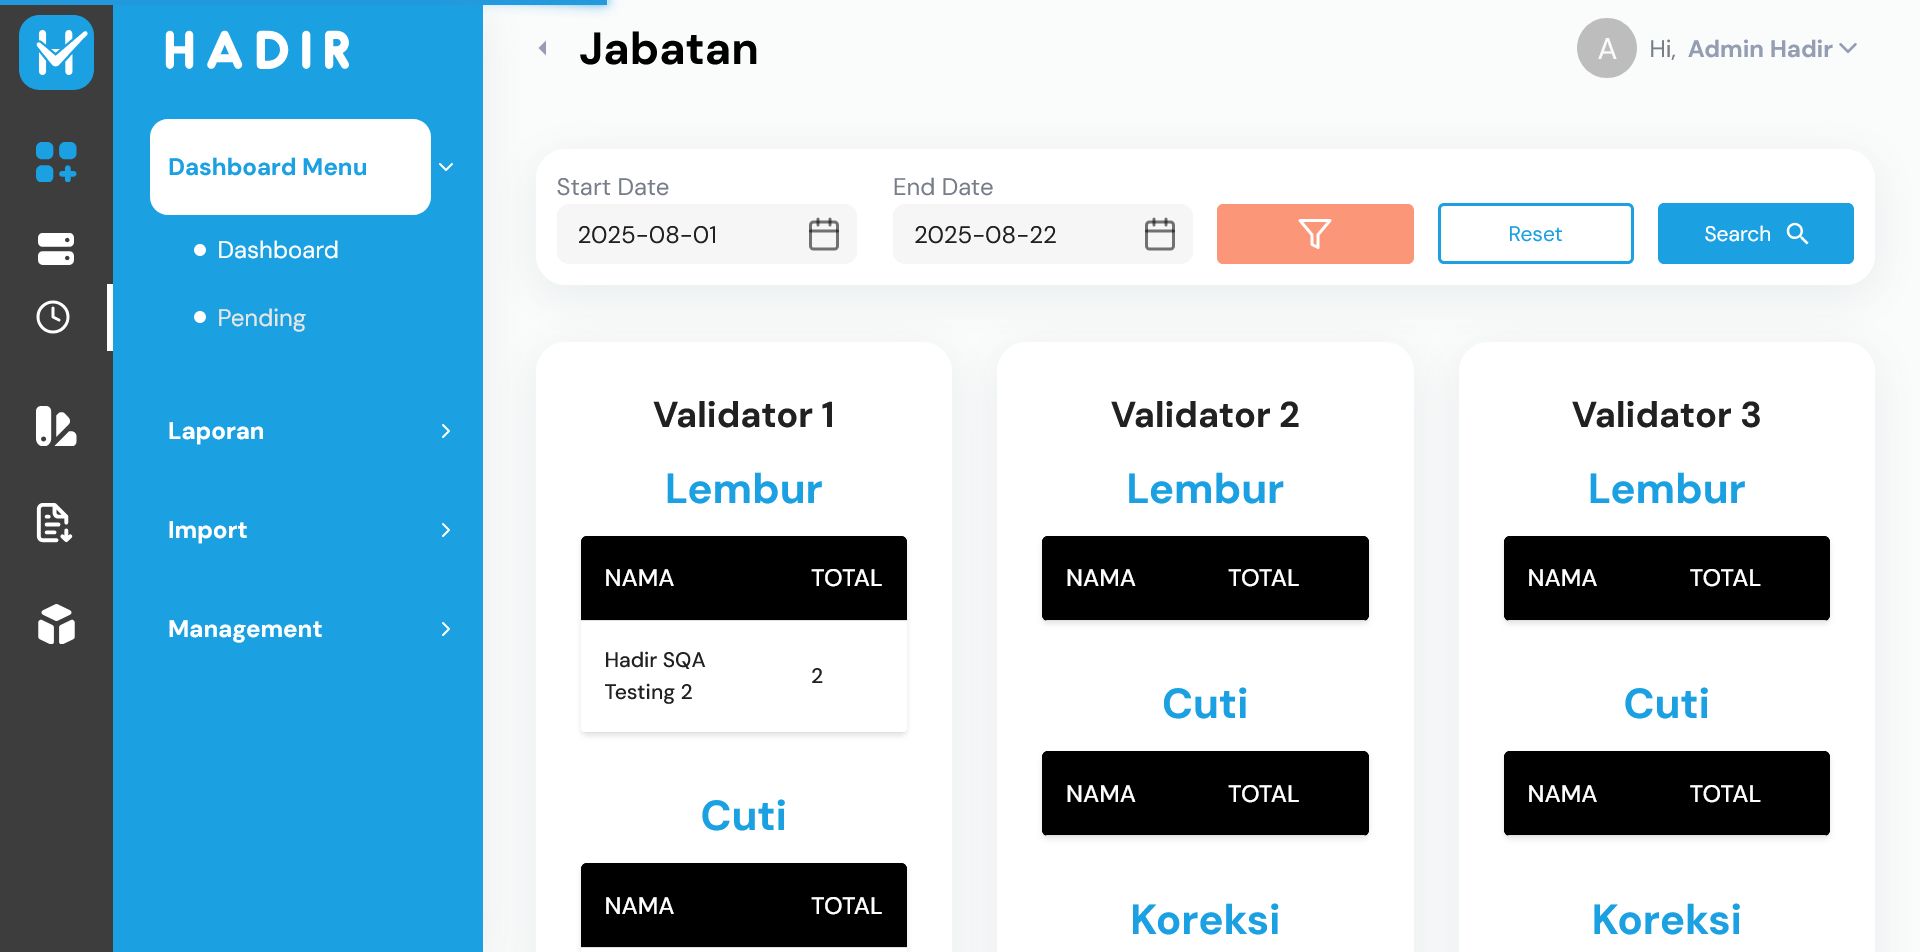 HADIR
Dashboard Menu
Dashboard
Pending
Laporan
Import
Management
Jabatan
A
Hi, Admin Hadir
Start Date
2025-08-01
End Date
2025-08-22
Reset
Search
Validator 1
Lembur
NAMA TOTAL
Hadir SQA
Testing 2
2
Cuti
NAMA TOTAL
Validator 2
Lembur
NAMA TOTAL
Cuti
NAMA TOTAL
Koreksi
Validator 3
Lembur
NAMA TOTAL
Cuti
NAMA TOTAL
Koreksi